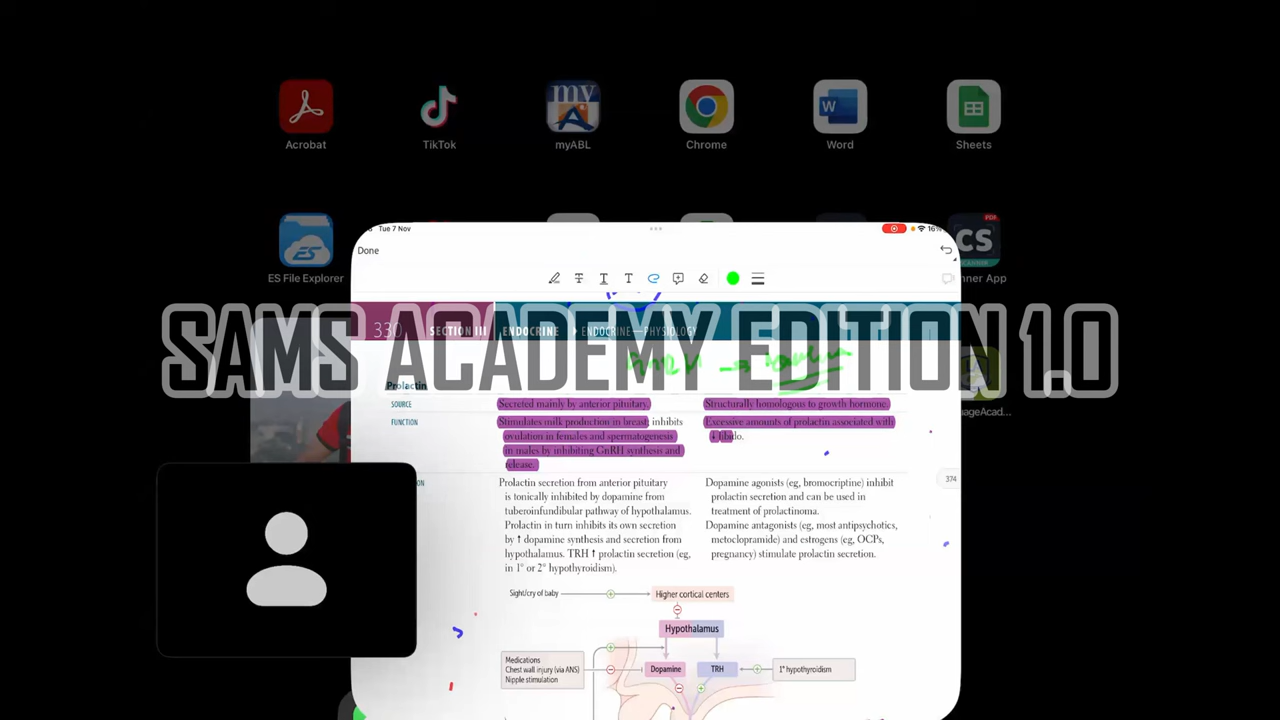 Acrobat
TikTok
my
myABL
Chrome
W
Word
Sheets
PDF
CS
ES
ES File Explorer
nner App
Tue 7 Nov
16%
Done
330
SECTION III
ENDOCRINE
ENDOCRINE—PHYSIOLOGY
SAMS ACADEMY EDITION 1.0
Prolactin
SOURCE
Secreted mainly by anterior pituitary.
Structurally homologous to growth hormone.
FUNCTION
Stimulates milk production in breast; inhibits
ovulation in females and spermatogenesis
in males by inhibiting GnRH synthesis and
release.
Excessive amounts of prolactin associated with
↓ libido.
374
Prolactin secretion from anterior pituitary
is tonically inhibited by dopamine from
tuberoinfundibular pathway of hypothalamus.
Prolactin in turn inhibits its own secretion
by ↑ dopamine synthesis and secretion from
hypothalamus. TRH ↑ prolactin secretion (eg,
in 1° or 2° hypothyroidism).
Dopamine agonists (eg, bromocriptine) inhibit
prolactin secretion and can be used in
treatment of prolactinoma.
Dopamine antagonists (eg, most antipsychotics,
metoclopramide) and estrogens (eg, OCPs,
pregnancy) stimulate prolactin secretion.
Sight/cry of baby
Higher cortical centers
Hypothalamus
Medications
Chest wall injury (via ANS)
Nipple stimulation
Dopamine
TRH
1° hypothyroidism